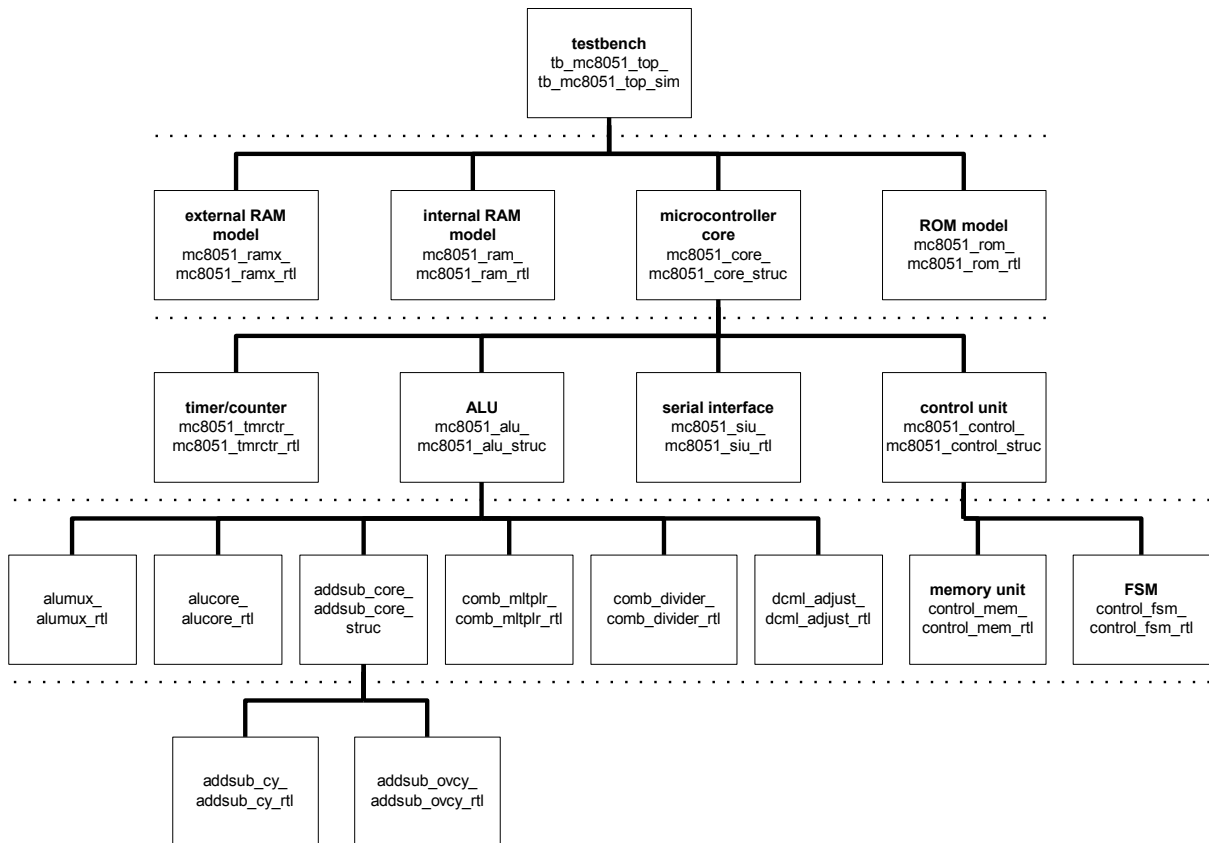 testbench
tb_mc8051_top_
tb_mc8051_top_sim
external RAM
model
mc8051_ramx_
mc8051_ramx_rtl
internal RAM
model
mc8051_ram_
mc8051_ram_rtl
microcontroller
core
mc8051_core_
mc8051_core_struc
ROM model
mc8051_rom_
mc8051_rom_rtl
timer/counter
mc8051_tmrctr_
mc8051_tmrctr_rtl
ALU
mc8051_alu_
mc8051_alu_struc
serial interface
mc8051_siu_
mc8051_siu_rtl
control unit
mc8051_control_
mc8051_control_struc
alumux_
alumux_rtl
alucore_
alucore_rtl
addsub_core_
addsub_core_
struc
comb_mltplr_
comb_mltplr_rtl
comb_divider_
comb_divider_rtl
dcml_adjust_
dcml_adjust_rtl
memory unit
control_mem_
control_mem_rtl
FSM
control_fsm_
control_fsm_rtl
addsub_cy_
addsub_cy_rtl
addsub_ovcy_
addsub_ovcy_rtl